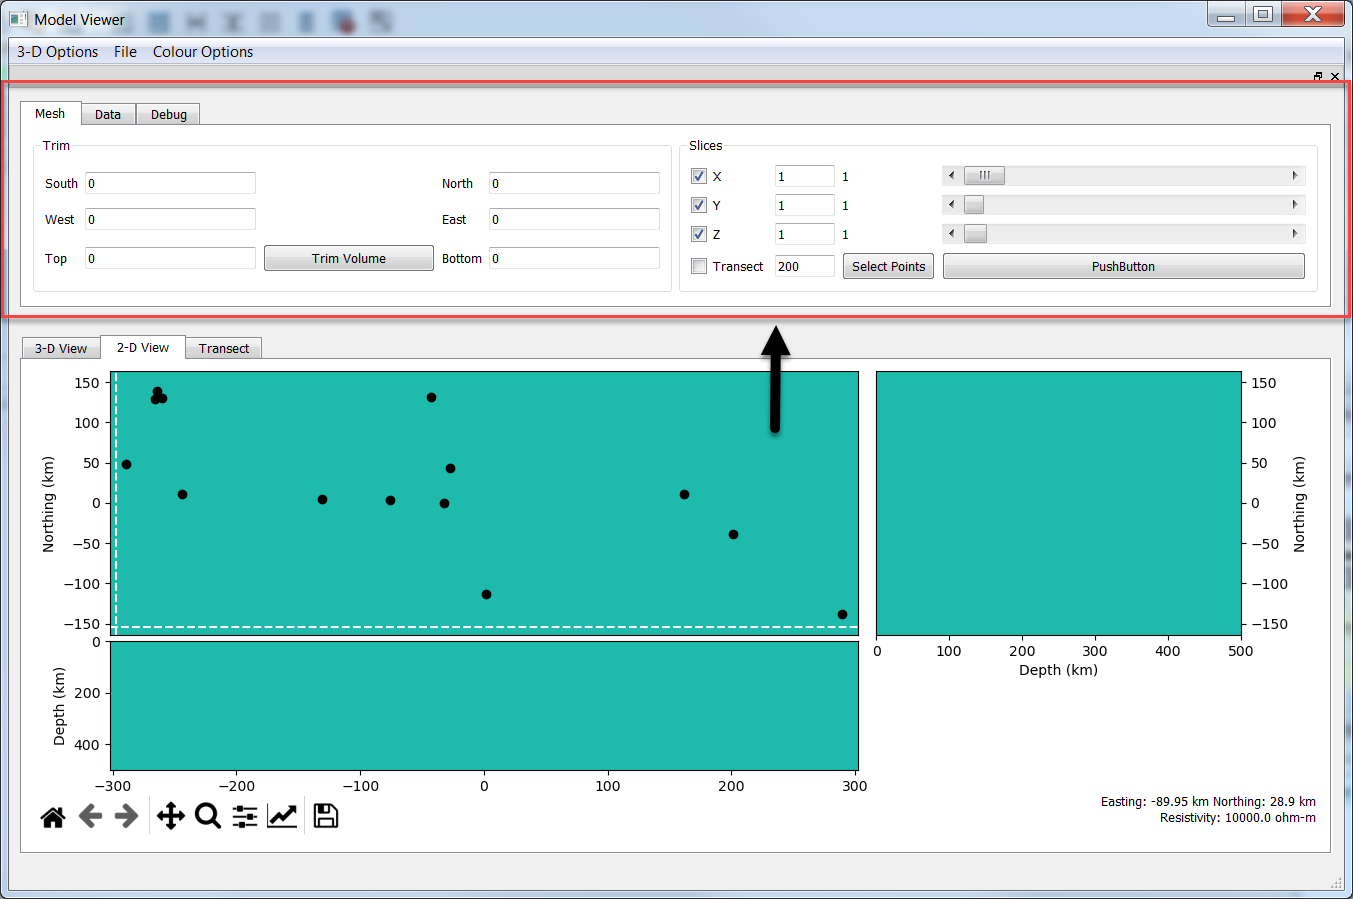 Model Viewer
3-D Options File Colour Options
Mesh Data Debug
Trim
South 0 North 0
West 0 East 0
Top 0 Trim Volume Bottom 0
Slices
X 1 1
Y 1 1
Z 1 1
Transect 200 Select Points PushButton
3-D View 2-D View Transect
Northing (km)
150
100
50
0
−50
−100
−150
Depth (km)
0
200
400
−300 −200 −100 0 100 200 300
150
100
50
0
−50
−100
−150
Northing (km)
0 100 200 300 400 500
Depth (km)
Easting: -89.95 km Northing: 28.9 km
Resistivity: 10000.0 ohm-m